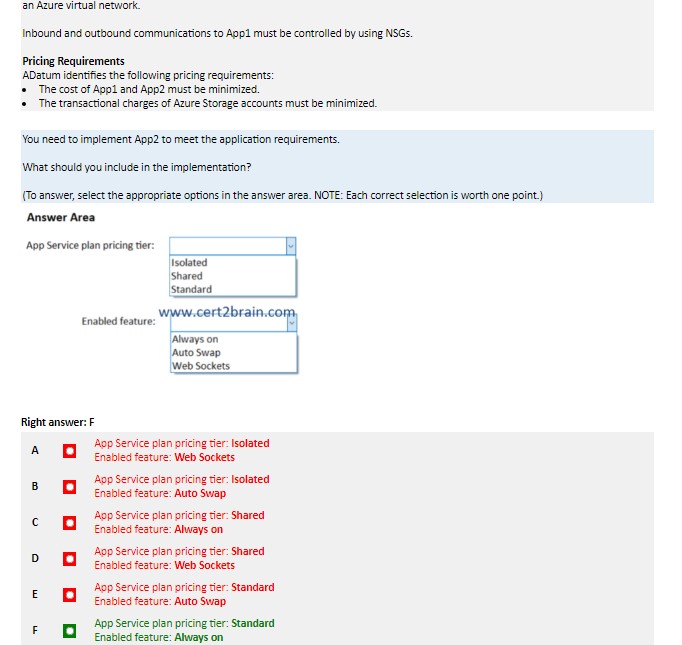 an Azure virtual network.
Inbound and outbound communications to App1 must be controlled by using NSGs.
Pricing Requirements
ADatum identifies the following pricing requirements:
• The cost of App1 and App2 must be minimized.
• The transactional charges of Azure Storage accounts must be minimized.
You need to implement App2 to meet the application requirements.
What should you include in the implementation?
(To answer, select the appropriate options in the answer area. NOTE: Each correct selection is worth one point.)
Answer Area
App Service plan pricing tier:
Isolated
Shared
Standard
www.cert2brain.com
Enabled feature:
Always on
Auto Swap
Web Sockets
Right answer: F
A
App Service plan pricing tier: Isolated
Enabled feature: Web Sockets
B
App Service plan pricing tier: Isolated
Enabled feature: Auto Swap
C
App Service plan pricing tier: Shared
Enabled feature: Always on
D
App Service plan pricing tier: Shared
Enabled feature: Web Sockets
E
App Service plan pricing tier: Standard
Enabled feature: Auto Swap
F
App Service plan pricing tier: Standard
Enabled feature: Always on